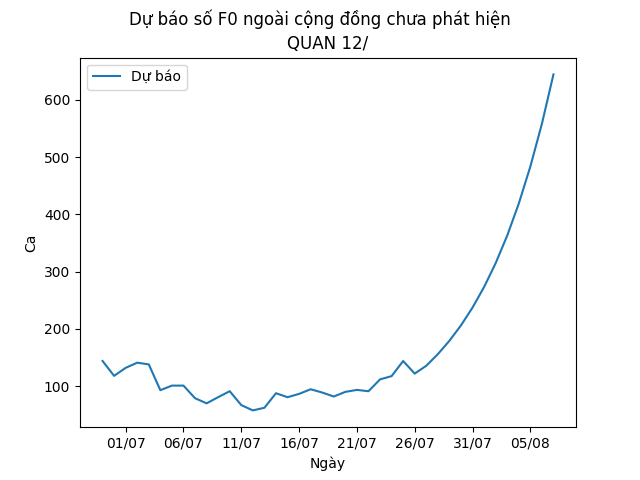 Dự báo số F0 ngoài cộng đồng chưa phát hiện
QUAN 12/
Dự báo
600
500
400
300
200
100
Ca
01/07 06/07 11/07 16/07 21/07 26/07 31/07 05/08
Ngày